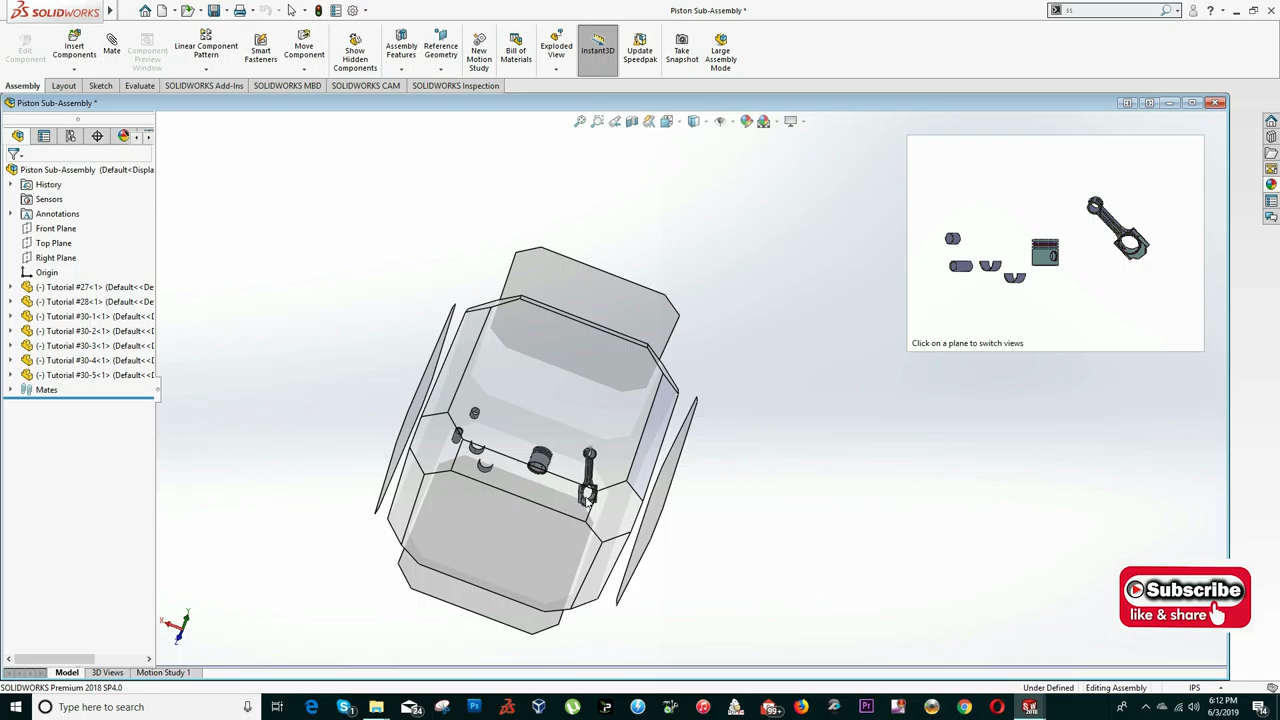 SOLIDWORKS
Piston Sub-Assembly *
ss
Edit Component
Insert Components
Mate
Component Preview Window
Linear Component Pattern
Smart Fasteners
Move Component
Show Hidden Components
Assembly Features
Reference Geometry
New Motion Study
Bill of Materials
Exploded View
Instant3D
Update Speedpak
Take Snapshot
Large Assembly Mode
Assembly
Layout
Sketch
Evaluate
SOLIDWORKS Add-Ins
SOLIDWORKS MBD
SOLIDWORKS CAM
SOLIDWORKS Inspection
Piston Sub-Assembly *
Piston Sub-Assembly (Default<Displa
History
Sensors
Annotations
Front Plane
Top Plane
Right Plane
Origin
(-) Tutorial #27<1> (Default<<De
(-) Tutorial #28<1> (Default<<De
(-) Tutorial #30-1<1> (Default<<
(-) Tutorial #30-2<1> (Default<<
(-) Tutorial #30-3<1> (Default<<
(-) Tutorial #30-4<1> (Default<<
(-) Tutorial #30-5<1> (Default<<
Mates
Click on a plane to switch views
Subscribe
like & share
X
Y
Z
Model
3D Views
Motion Study 1
SOLIDWORKS Premium 2018 SP4.0
Under Defined
Editing Assembly
IPS
Type here to search
24
99+
6:12 PM
6/3/2019